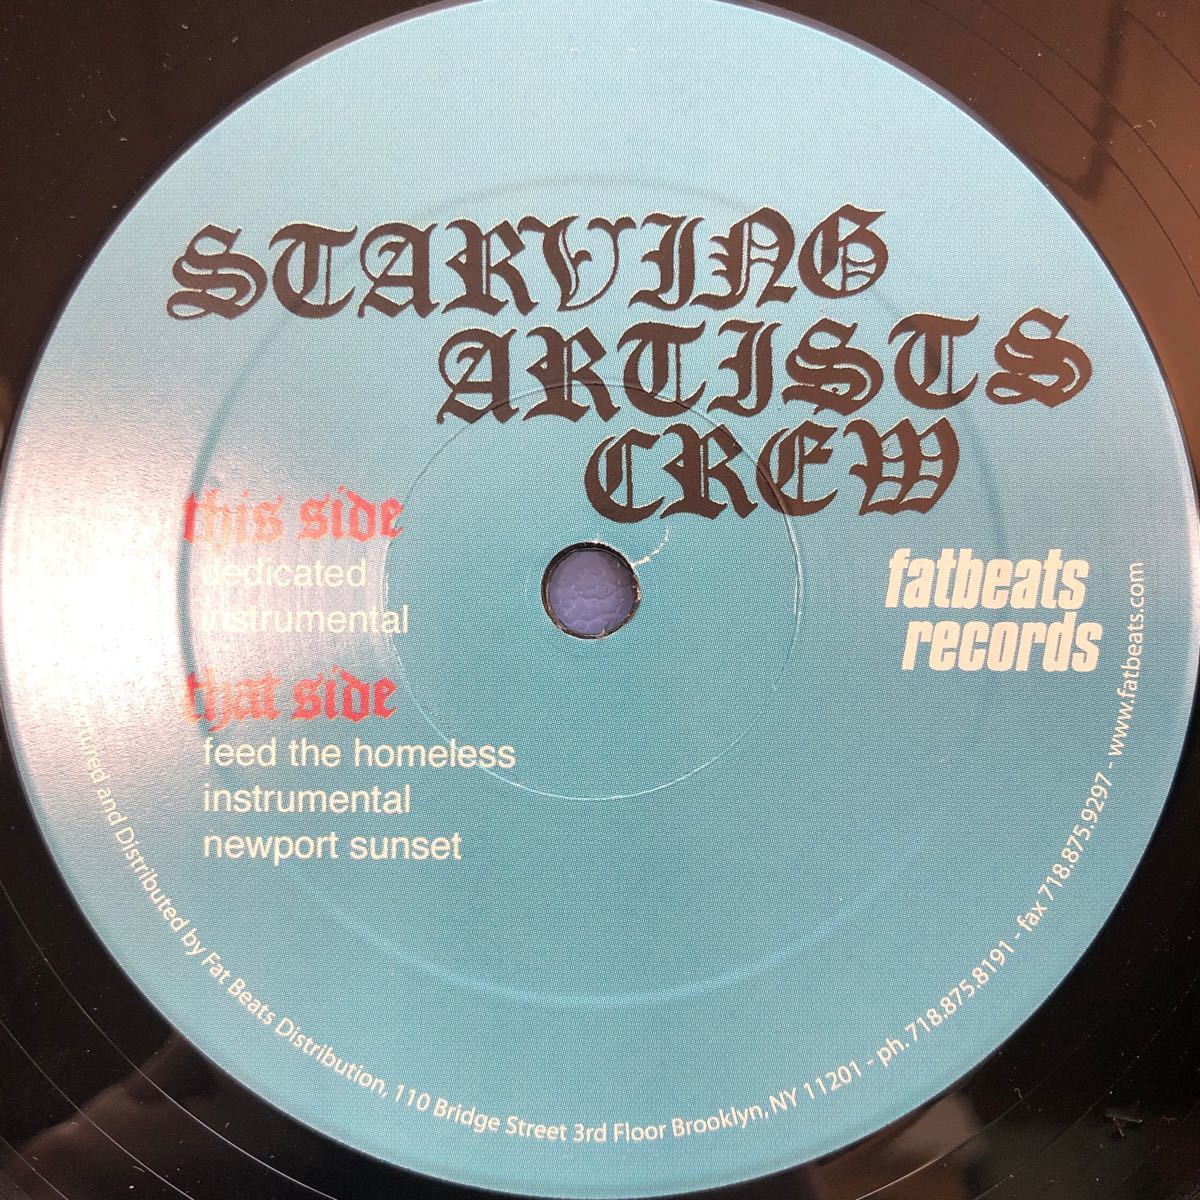 STARVING
ARTISTS
CREW
this side
dedicated
instrumental
that side
feed the homeless
instrumental
newport sunset
fatbeats
records
and Distributed by Fat Beats Distribution, 110 Bridge Street 3rd Floor Brooklyn, NY 11201 - ph. 718.875.8191 - fax 718.875.9297 - www.fatbeats.com